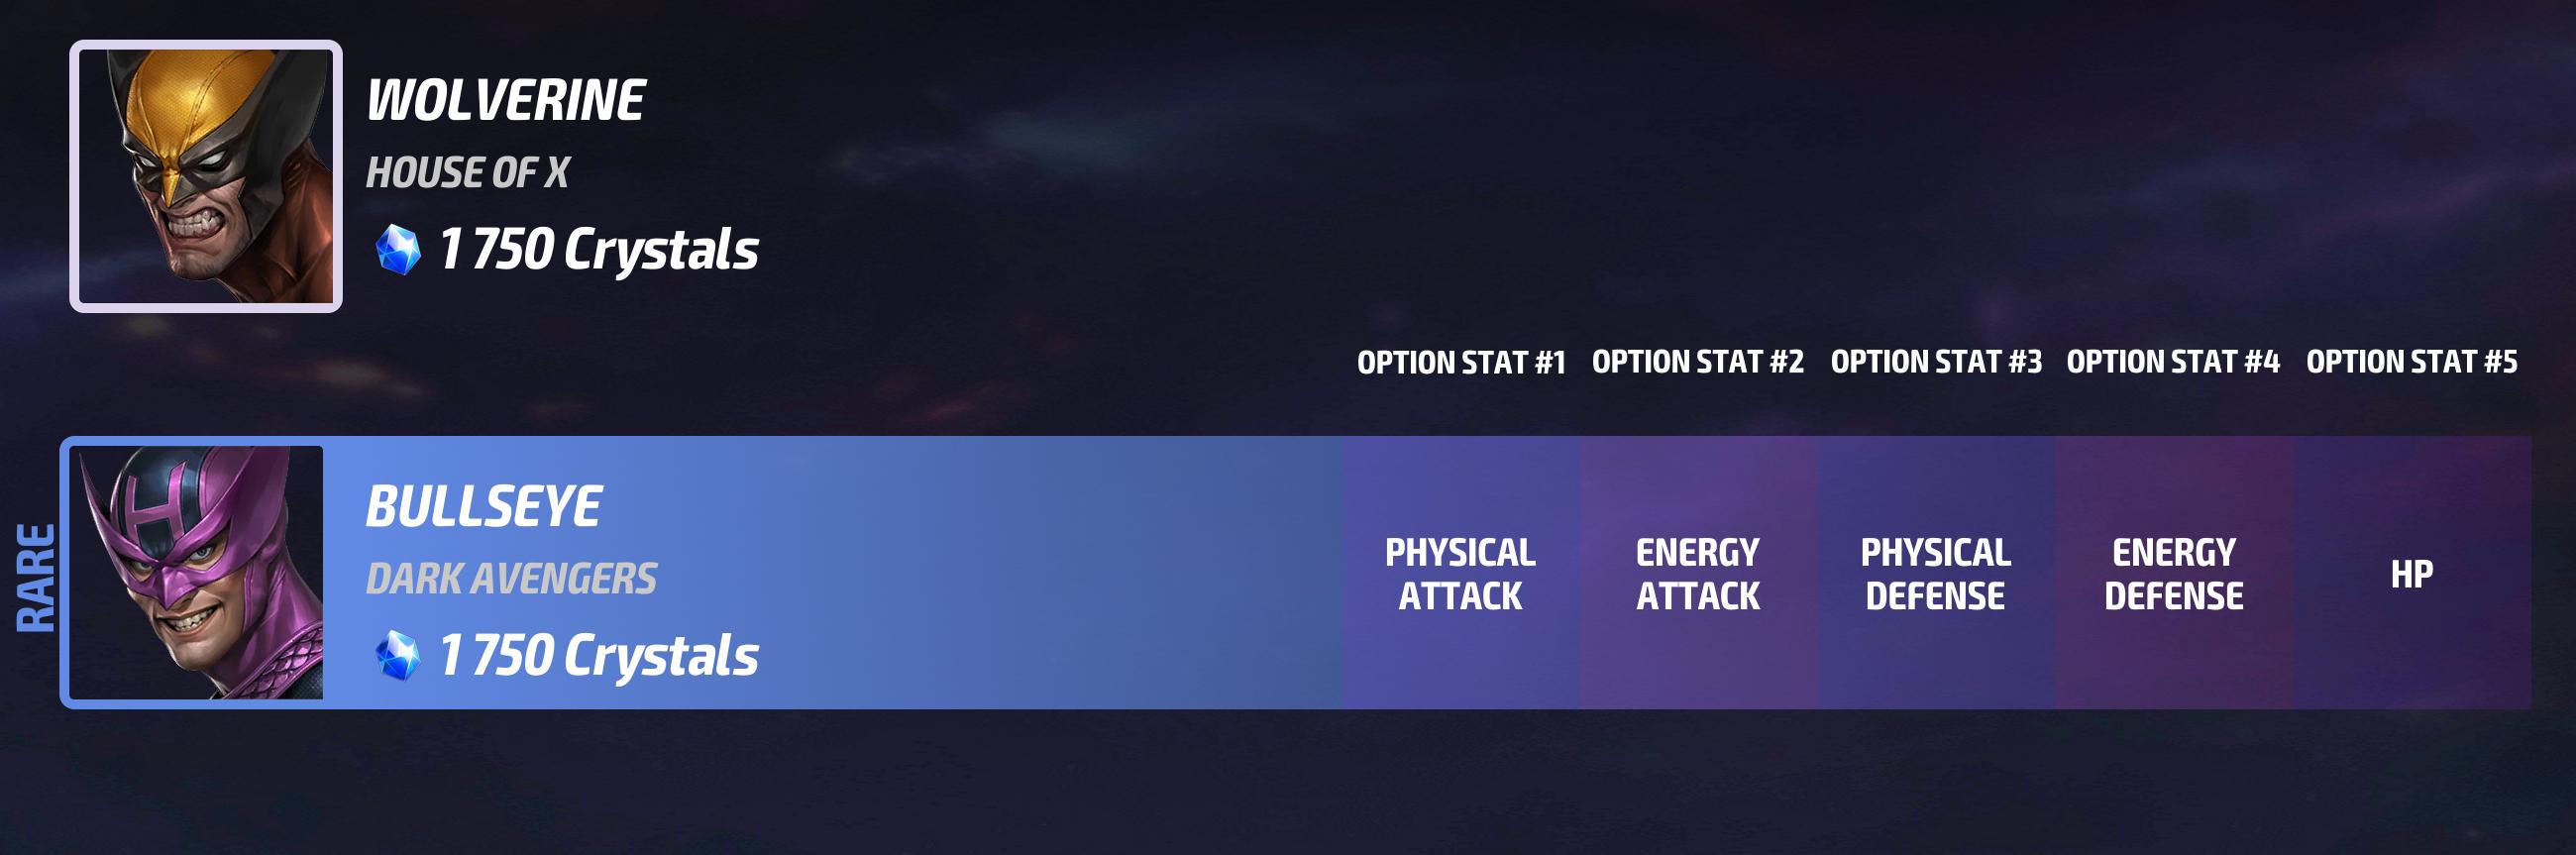 WOLVERINE
HOUSE OF X
1 750 Crystals
OPTION STAT #1 OPTION STAT #2 OPTION STAT #3 OPTION STAT #4 OPTION STAT #5
RARE
H
BULLSEYE
DARK AVENGERS
1 750 Crystals
PHYSICAL
ATTACK
ENERGY
ATTACK
PHYSICAL
DEFENSE
ENERGY
DEFENSE
HP